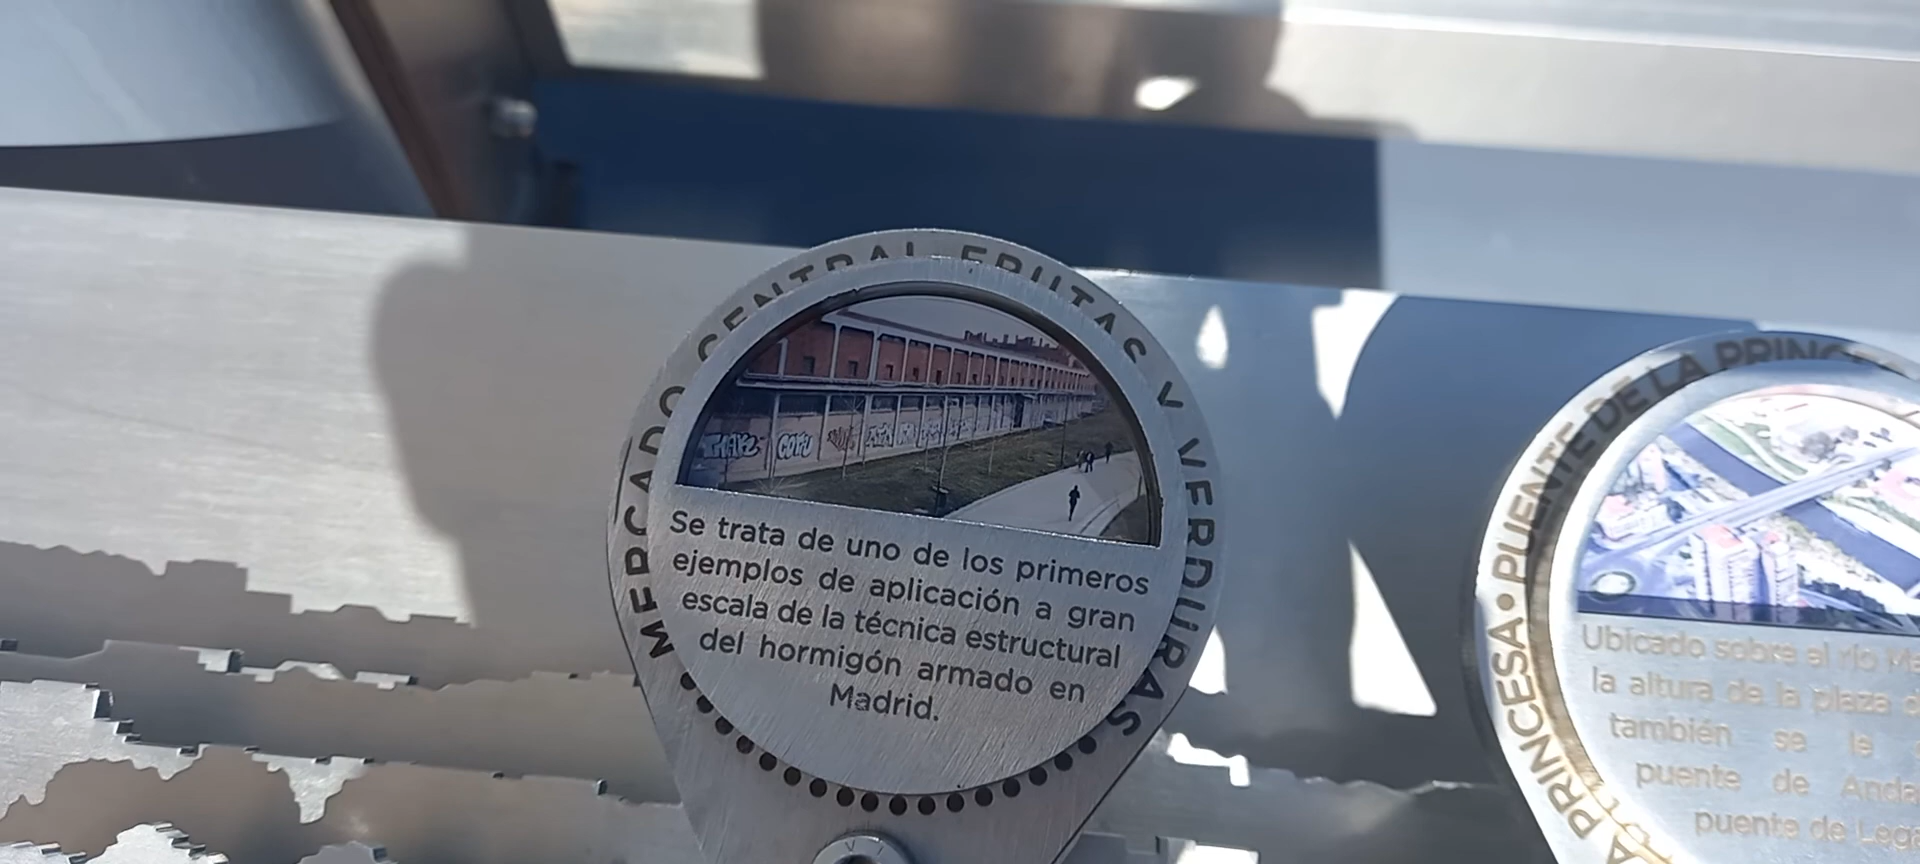 MERCADO CENTRAL FRUTAS Y VERDURAS
Se trata de uno de los primeros
ejemplos de aplicación a gran
escala de la técnica estructural
del hormigón armado en
Madrid.
PRINCESA • PUENTE DE LA
Ubicado sobre el río
la altura de la plaza
también se le
puente de
puente de